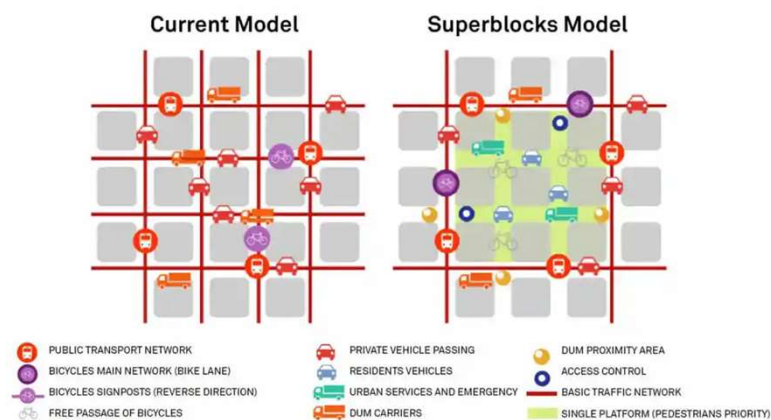 Current Model
Superblocks Model
PUBLIC TRANSPORT NETWORK
BICYCLES MAIN NETWORK (BIKE LANE)
BICYCLES SIGNPOSTS (REVERSE DIRECTION)
FREE PASSAGE OF BICYCLES
PRIVATE VEHICLE PASSING
RESIDENTS VEHICLES
URBAN SERVICES AND EMERGENCY
DUM CARRIERS
DUM PROXIMITY AREA
ACCESS CONTROL
BASIC TRAFFIC NETWORK
SINGLE PLATFORM (PEDESTRIANS PRIORITY)